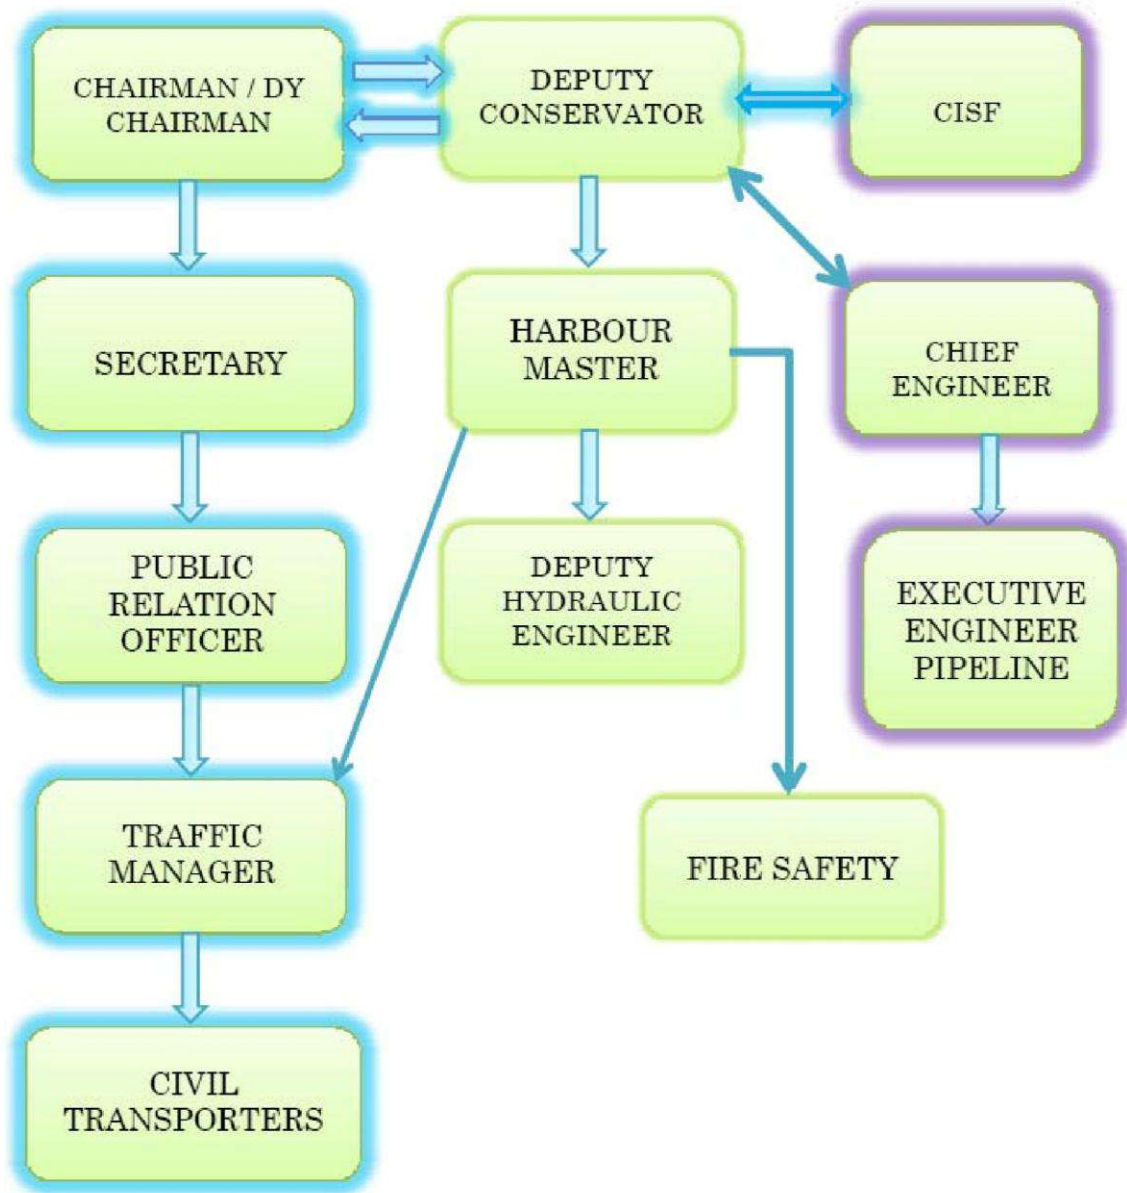 CHAIRMAN / DY
CHAIRMAN
DEPUTY
CONSERVATOR
CISF
SECRETARY
HARBOUR
MASTER
CHIEF
ENGINEER
PUBLIC
RELATION
OFFICER
DEPUTY
HYDRAULIC
ENGINEER
EXECUTIVE
ENGINEER
PIPELINE
TRAFFIC
MANAGER
FIRE SAFETY
CIVIL
TRANSPORTERS